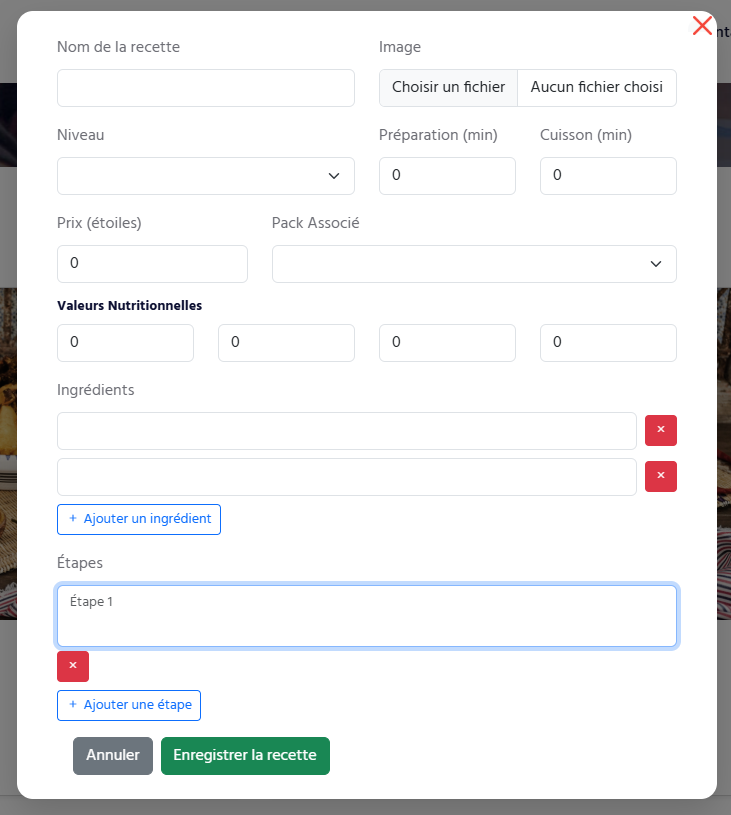 Nom de la recette Image
Choisir un fichier Aucun fichier choisi
Niveau Préparation (min) Cuisson (min)
0 0
Prix (étoiles) Pack Associé
0
Valeurs Nutritionnelles
0 0 0 0
Ingrédients
×
×
+ Ajouter un ingrédient
Étapes
Étape 1
×
+ Ajouter une étape
Annuler Enregistrer la recette